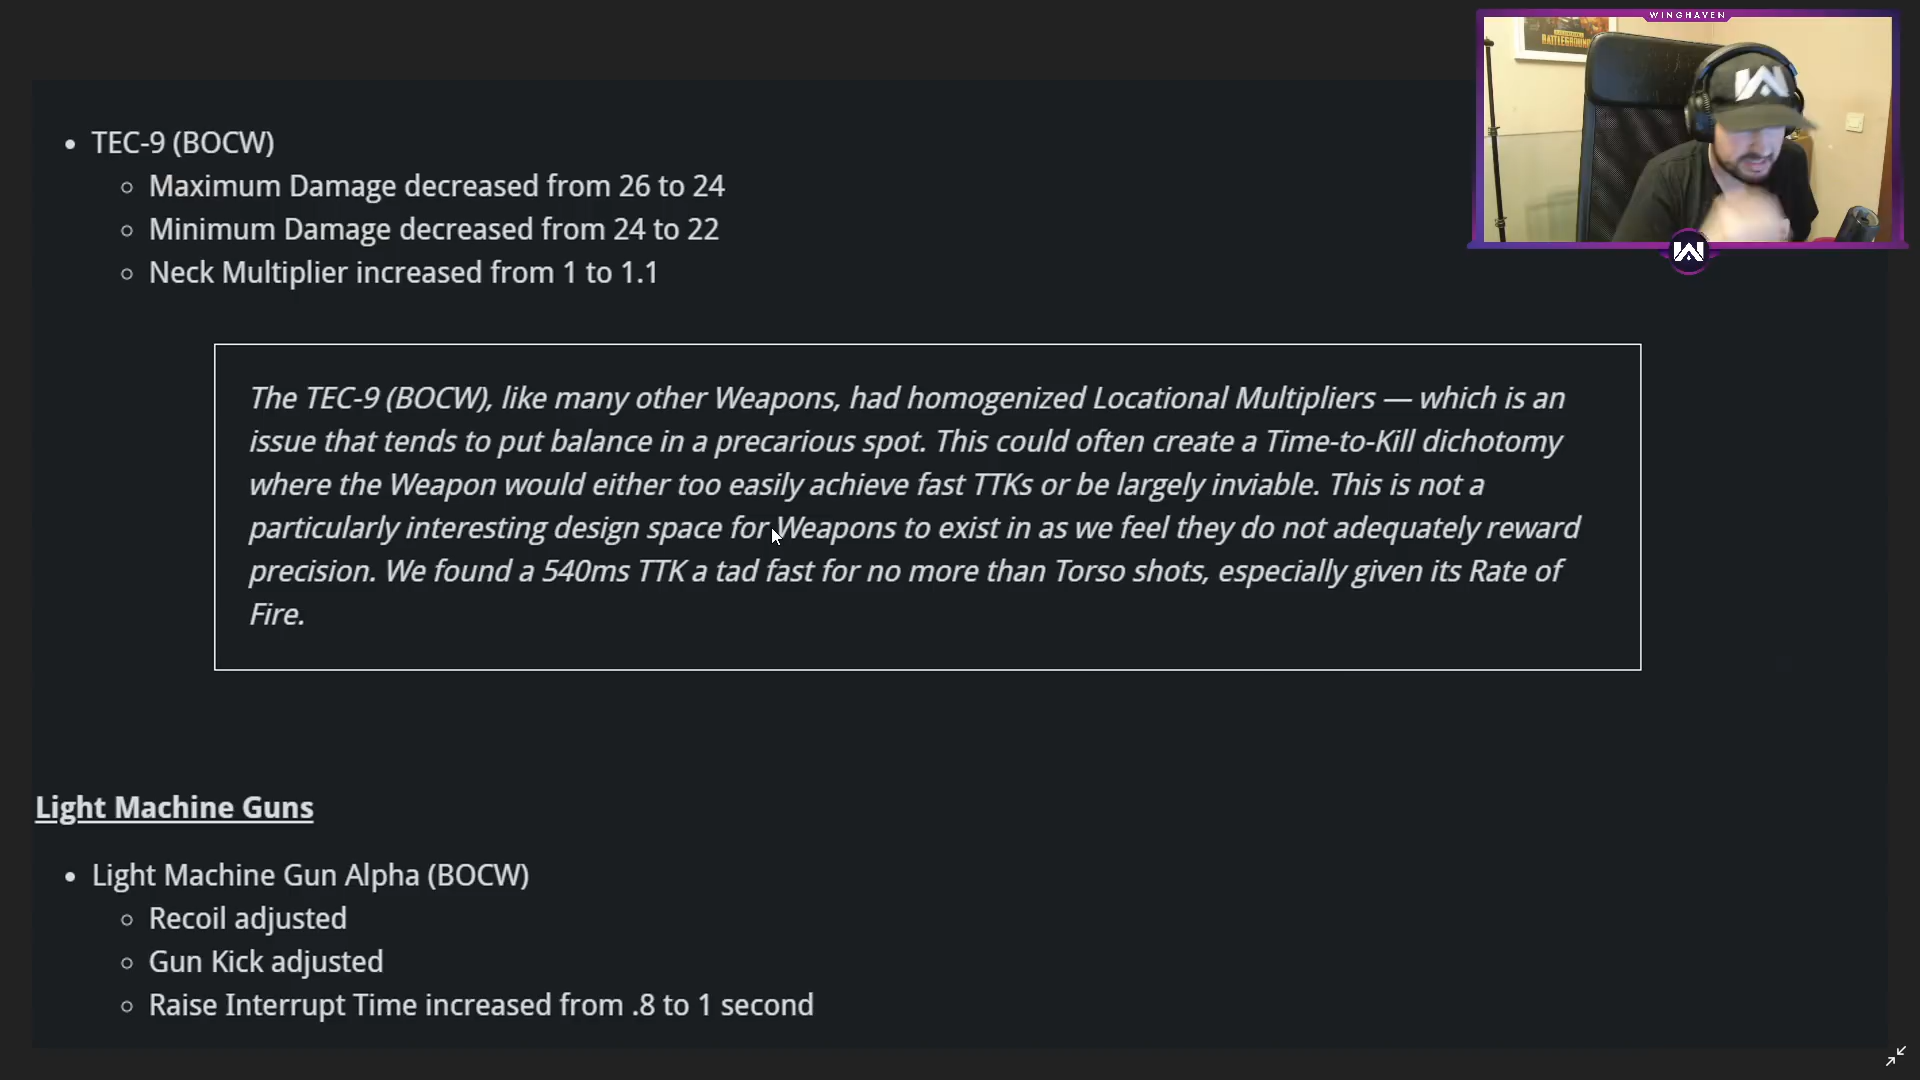 WINGHAVEN
BATTLEGROUN
TEC-9 (BOCW)
Maximum Damage decreased from 26 to 24
Minimum Damage decreased from 24 to 22
Neck Multiplier increased from 1 to 1.1
The TEC-9 (BOCW), like many other Weapons, had homogenized Locational Multipliers — which is an
issue that tends to put balance in a precarious spot. This could often create a Time-to-Kill dichotomy
where the Weapon would either too easily achieve fast TTKs or be largely inviable. This is not a
particularly interesting design space for Weapons to exist in as we feel they do not adequately reward
precision. We found a 540ms TTK a tad fast for no more than Torso shots, especially given its Rate of
Fire.
Light Machine Guns
Light Machine Gun Alpha (BOCW)
Recoil adjusted
Gun Kick adjusted
Raise Interrupt Time increased from .8 to 1 second